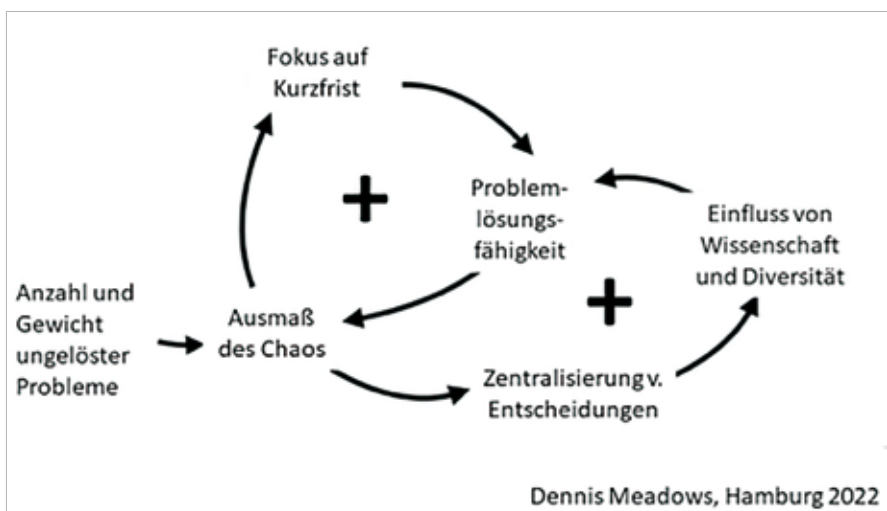 Fokus auf
Kurzfrist
+
Problem-
lösungs-
fähigkeit
Einfluss von
Wissenschaft
und Diversität
+
Anzahl und
Gewicht
ungelöster
Probleme
Ausmaß
des Chaos
Zentralisierung v.
Entscheidungen
Dennis Meadows, Hamburg 2022